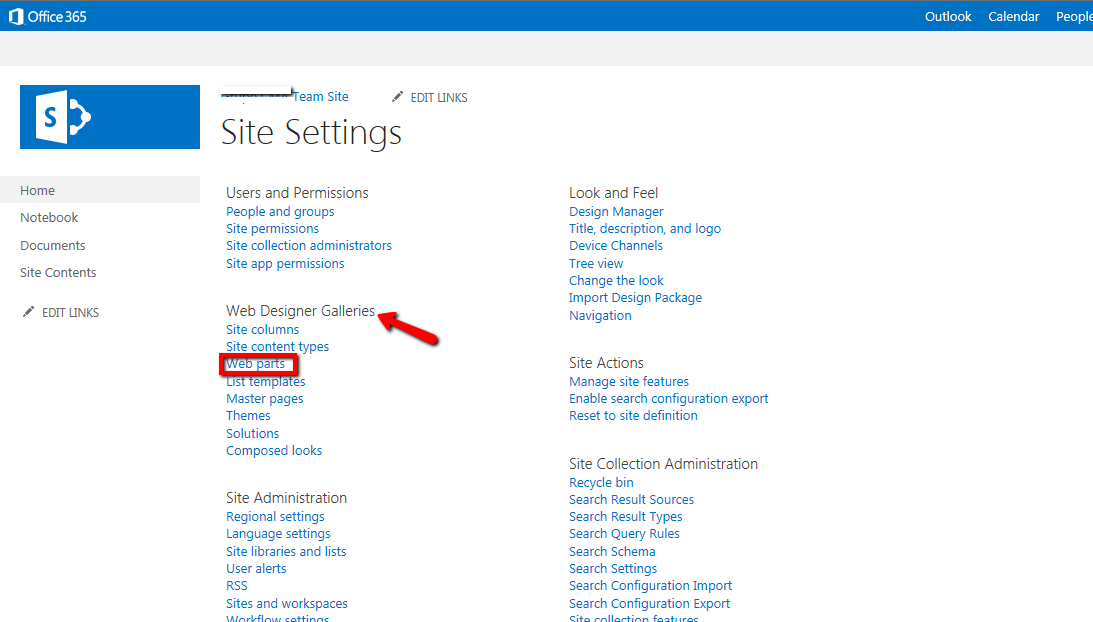 Office 365
Outlook Calendar People
S
Team Site
EDIT LINKS
Site Settings
Home
Notebook
Documents
Site Contents
EDIT LINKS
Users and Permissions
People and groups
Site permissions
Site collection administrators
Site app permissions
Web Designer Galleries
Site columns
Site content types
Web parts
List templates
Master pages
Themes
Solutions
Composed looks
Site Administration
Regional settings
Language settings
Site libraries and lists
User alerts
RSS
Sites and workspaces
Workflow settings
Look and Feel
Design Manager
Title, description, and logo
Device Channels
Tree view
Change the look
Import Design Package
Navigation
Site Actions
Manage site features
Enable search configuration export
Reset to site definition
Site Collection Administration
Recycle bin
Search Result Sources
Search Result Types
Search Query Rules
Search Schema
Search Settings
Search Configuration Import
Search Configuration Export
Site collection features